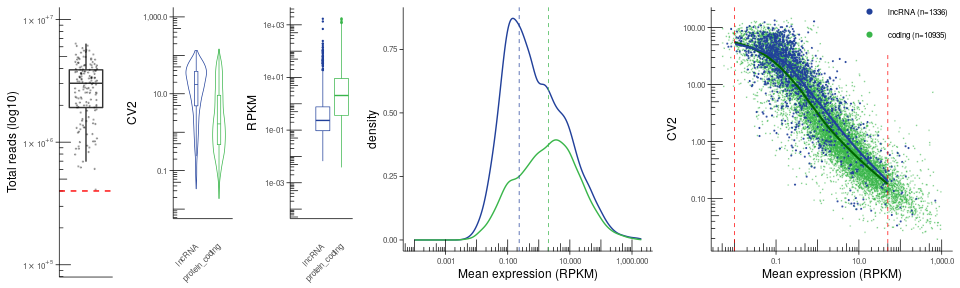 Total reads (log10)
1×10^+7
1×10^+6
1×10^+5
CV2
1,000.0
10.0
0.1
lncRNA
protein_coding
RPKM
1e+03
1e+01
1e-01
1e-03
lncRNA
protein_coding
density
0.75
0.50
0.25
0.00
0.001
0.100
10.000
1,000.000
Mean expression (RPKM)
CV2
100.00
10.00
1.00
0.10
0.1
10.0
1,000.0
Mean expression (RPKM)
lncRNA (n=1336)
coding (n=10935)